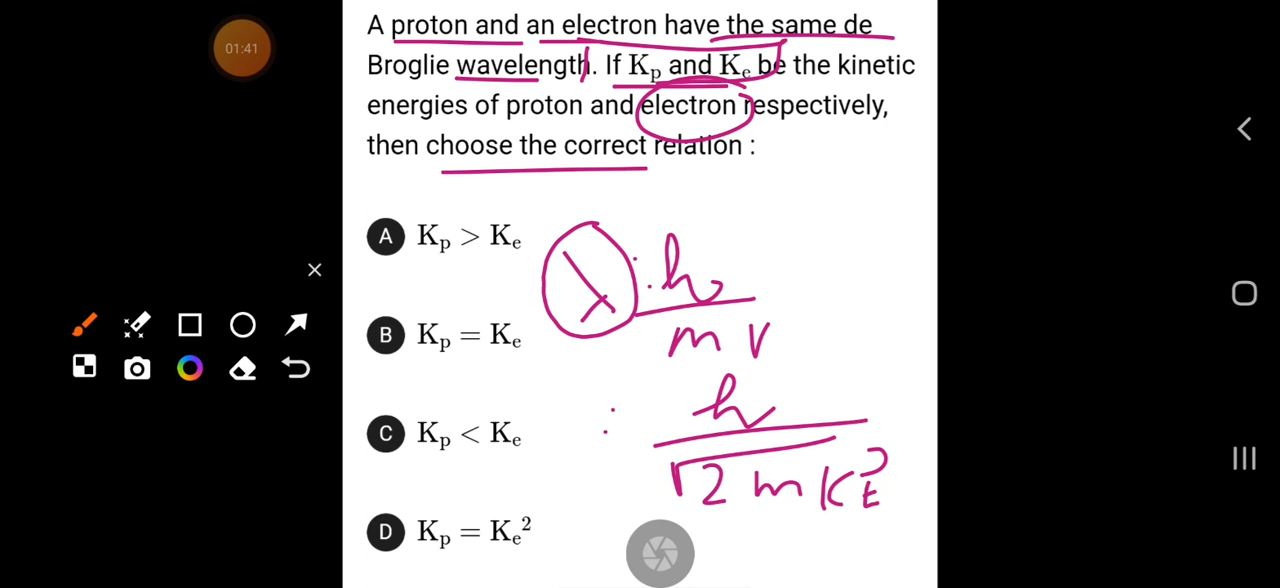 01:41
A proton and an electron have the same de
Broglie wavelength. If Kp and Ke be the kinetic
energies of proton and electron respectively,
then choose the correct relation :
A Kp > Ke
B Kp = Ke
C Kp < Ke
D Kp = Ke²
λ : h
m v
: h
√2 m KE